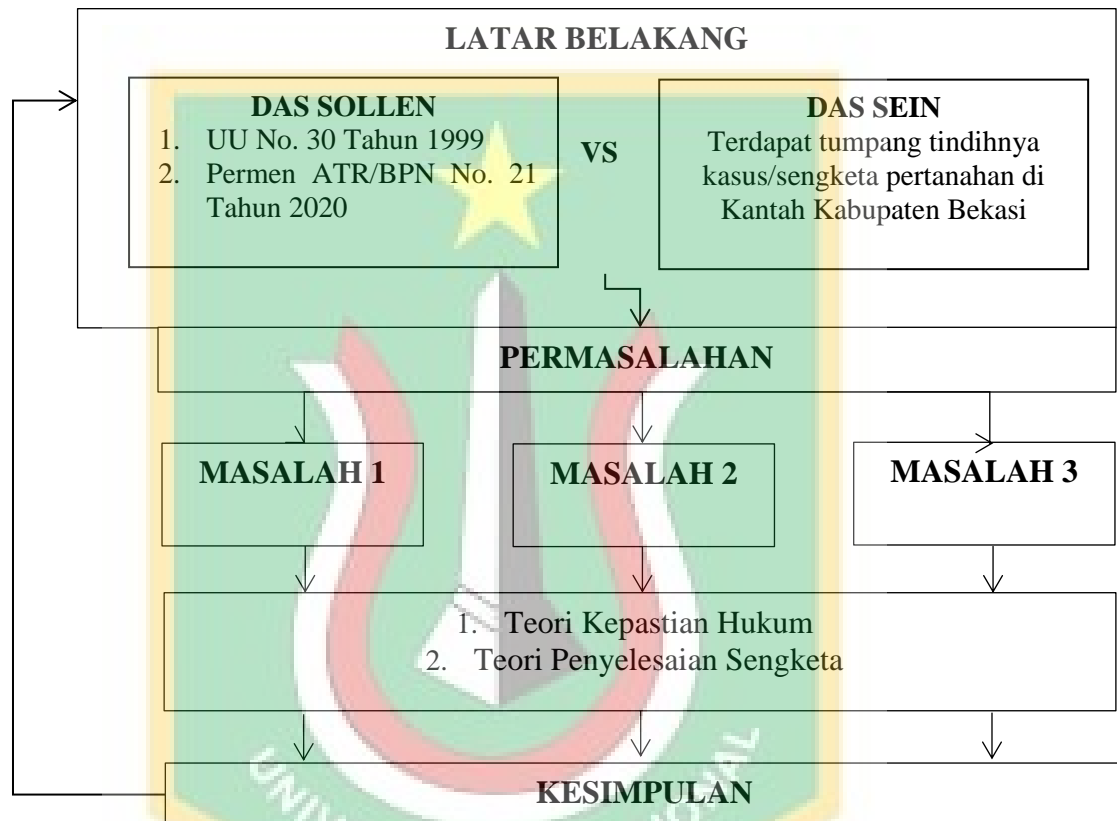 LATAR BELAKANG
DAS SOLLEN
1. UU No. 30 Tahun 1999
2. Permen ATR/BPN No. 21
Tahun 2020
VS
DAS SEIN
Terdapat tumpang tindihnya
kasus/sengketa pertanahan di
Kantah Kabupaten Bekasi
PERMASALAHAN
MASALAH 1
MASALAH 2
MASALAH 3
1. Teori Kepastian Hukum
2. Teori Penyelesaian Sengketa
KESIMPULAN